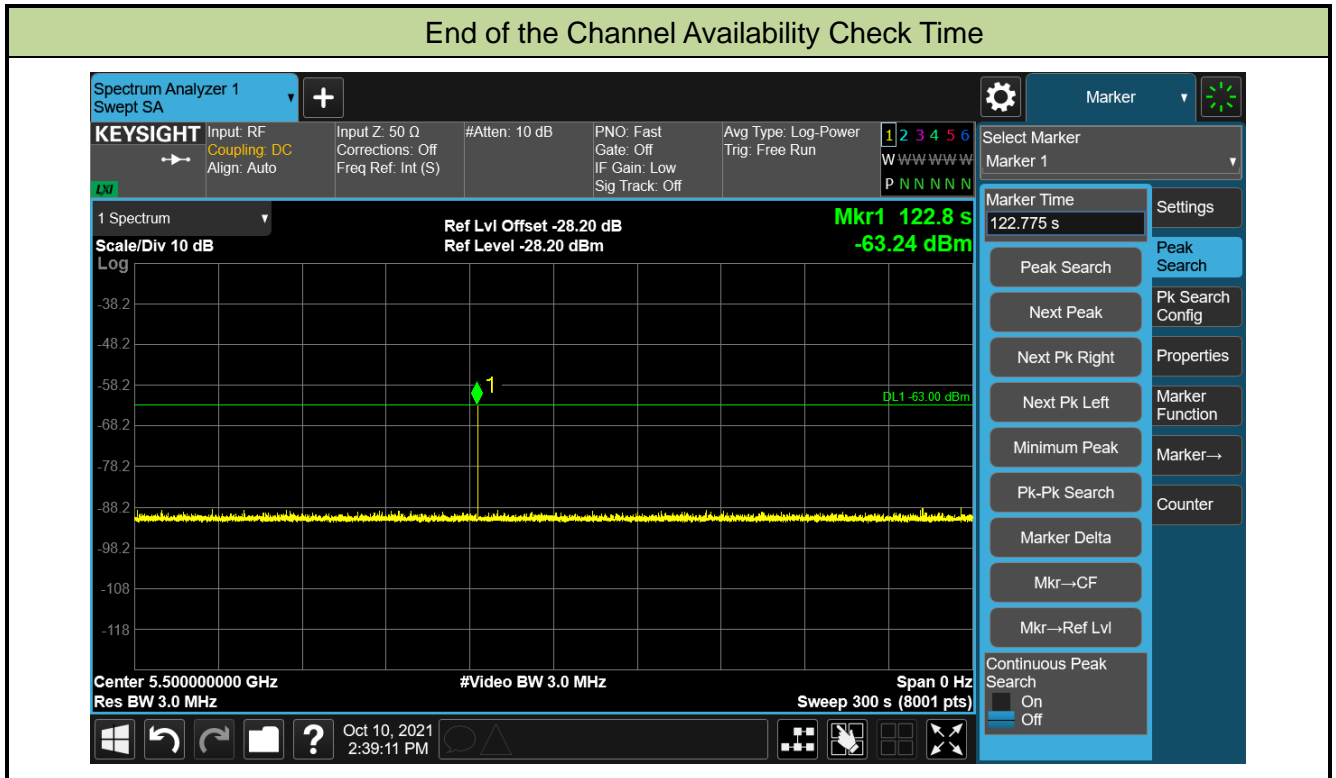 End of the Channel Availability Check Time
Spectrum Analyzer 1
Swept SA
+
Marker
KEYSIGHT
Input: RF
Coupling: DC
Align: Auto
Input Z: 50 Ω
Corrections: Off
Freq Ref: Int (S)
#Atten: 10 dB
PNO: Fast
Gate: Off
IF Gain: Low
Sig Track: Off
Avg Type: Log-Power
Trig: Free Run
1 2 3 4 5 6
W W W W W W
P N N N N N
LXI
Select Marker
Marker 1
1 Spectrum
Ref Lvl Offset -28.20 dB
Mkr1 122.8 s
Scale/Div 10 dB
Ref Level -28.20 dBm
-63.24 dBm
Log
-38.2
-48.2
-58.2
1
DL1 -63.00 dBm
-68.2
-78.2
-88.2
-98.2
-108
-118
Center 5.500000000 GHz
#Video BW 3.0 MHz
Span 0 Hz
Res BW 3.0 MHz
Sweep 300 s (8001 pts)
Marker Time
122.775 s
Peak Search
Next Peak
Next Pk Right
Next Pk Left
Minimum Peak
Pk-Pk Search
Marker Delta
Mkr→CF
Mkr→Ref Lvl
Continuous Peak
Search
On
Off
Settings
Peak
Search
Pk Search
Config
Properties
Marker
Function
Marker→
Counter
?
Oct 10, 2021
2:39:11 PM